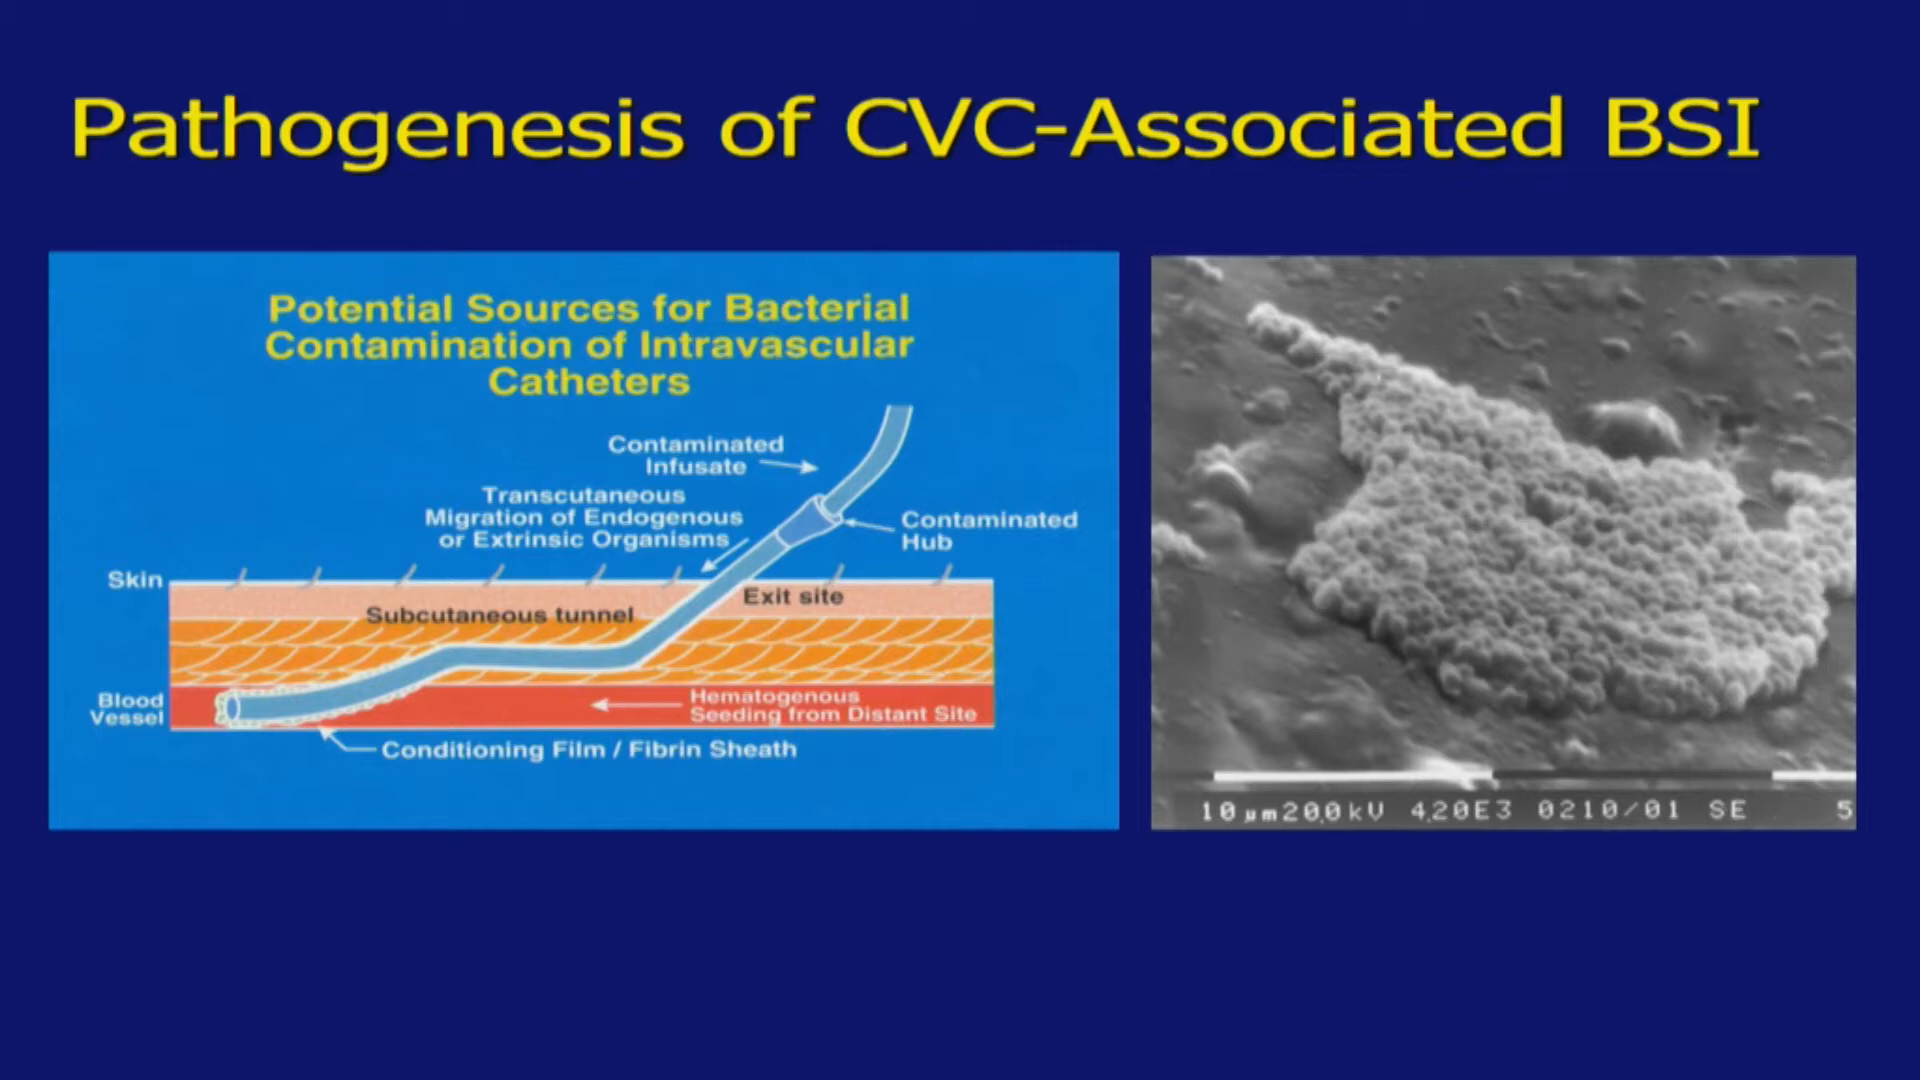 Pathogenesis of CVC-Associated BSI
Potential Sources for Bacterial
Contamination of Intravascular
Catheters
Contaminated
Infusate
Transcutaneous
Migration of Endogenous
or Extrinsic Organisms
Contaminated
Hub
Skin
Exit site
Subcutaneous tunnel
Blood
Vessel
Hematogenous
Seeding from Distant Site
Conditioning Film / Fibrin Sheath
10 µm 20.0 kV 4.20E3 0210/01 SE 5